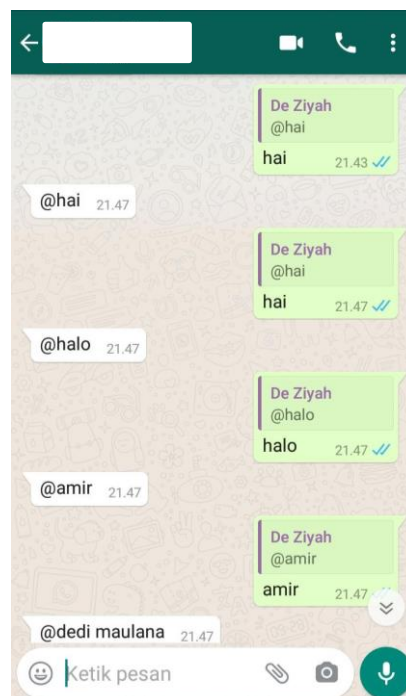 De Ziyah
@hai
hai 21.43
@hai 21.47
De Ziyah
@hai
hai 21.47
@halo 21.47
De Ziyah
@halo
halo 21.47
@amir 21.47
De Ziyah
@amir
amir 21.47
@dedi maulana 21.47
Ketik pesan